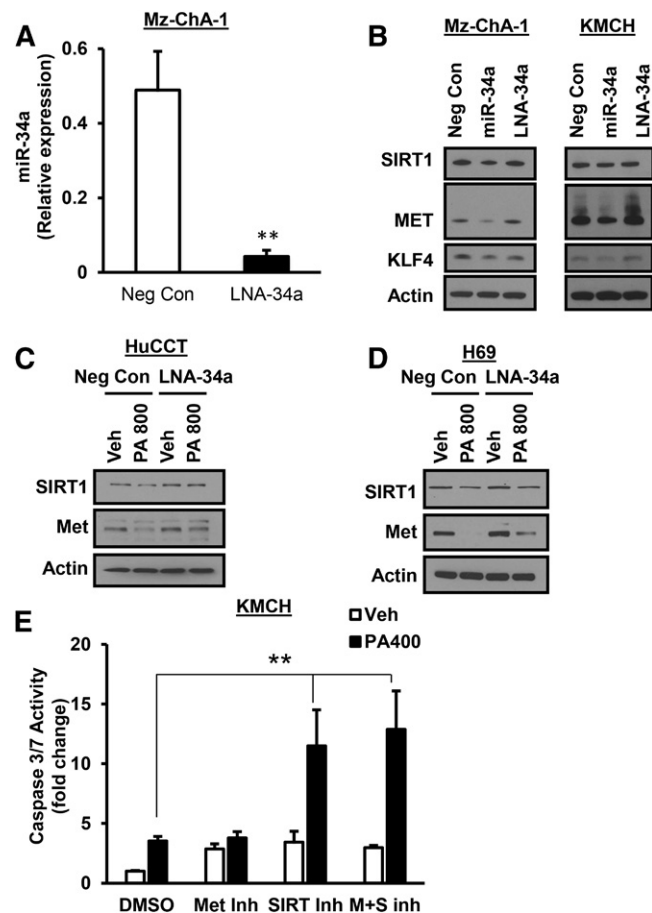 A
Mz-ChA-1
miR-34a
(Relative expression)
0.6
0.4
0.2
0
**
Neg Con LNA-34a
B
Mz-ChA-1 KMCH
Neg Con miR-34a LNA-34a Neg Con miR-34a LNA-34a
SIRT1
MET
KLF4
Actin
C
HuCCT
Neg Con LNA-34a
Veh PA 800 Veh PA 800
SIRT1
Met
Actin
D
H69
Neg Con LNA-34a
Veh PA 800 Veh PA 800
SIRT1
Met
Actin
E
KMCH
Veh
PA400
Caspase 3/7 Activity
(fold change)
20
15
10
5
0
**
DMSO Met Inh SIRT Inh M+S inh